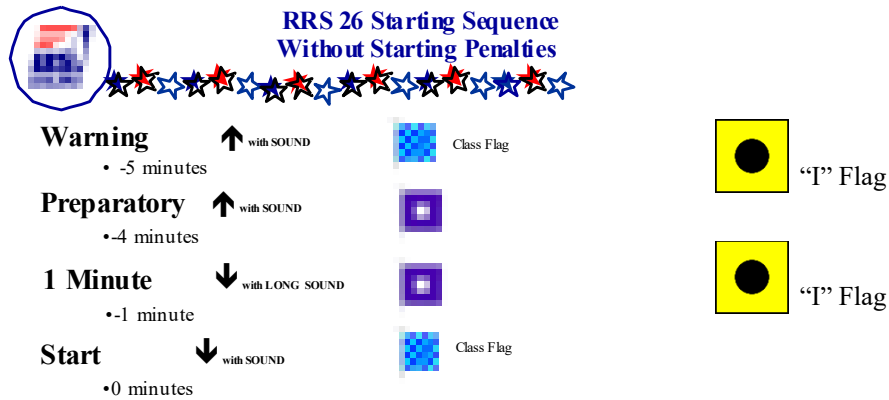 RRS 26 Starting Sequence
Without Starting Penalties
Warning ↑ with SOUND Class Flag
• -5 minutes
"I" Flag
Preparatory ↑ with SOUND
•-4 minutes
1 Minute ↓ with LONG SOUND
"I" Flag
•-1 minute
Start ↓ with SOUND Class Flag
•0 minutes